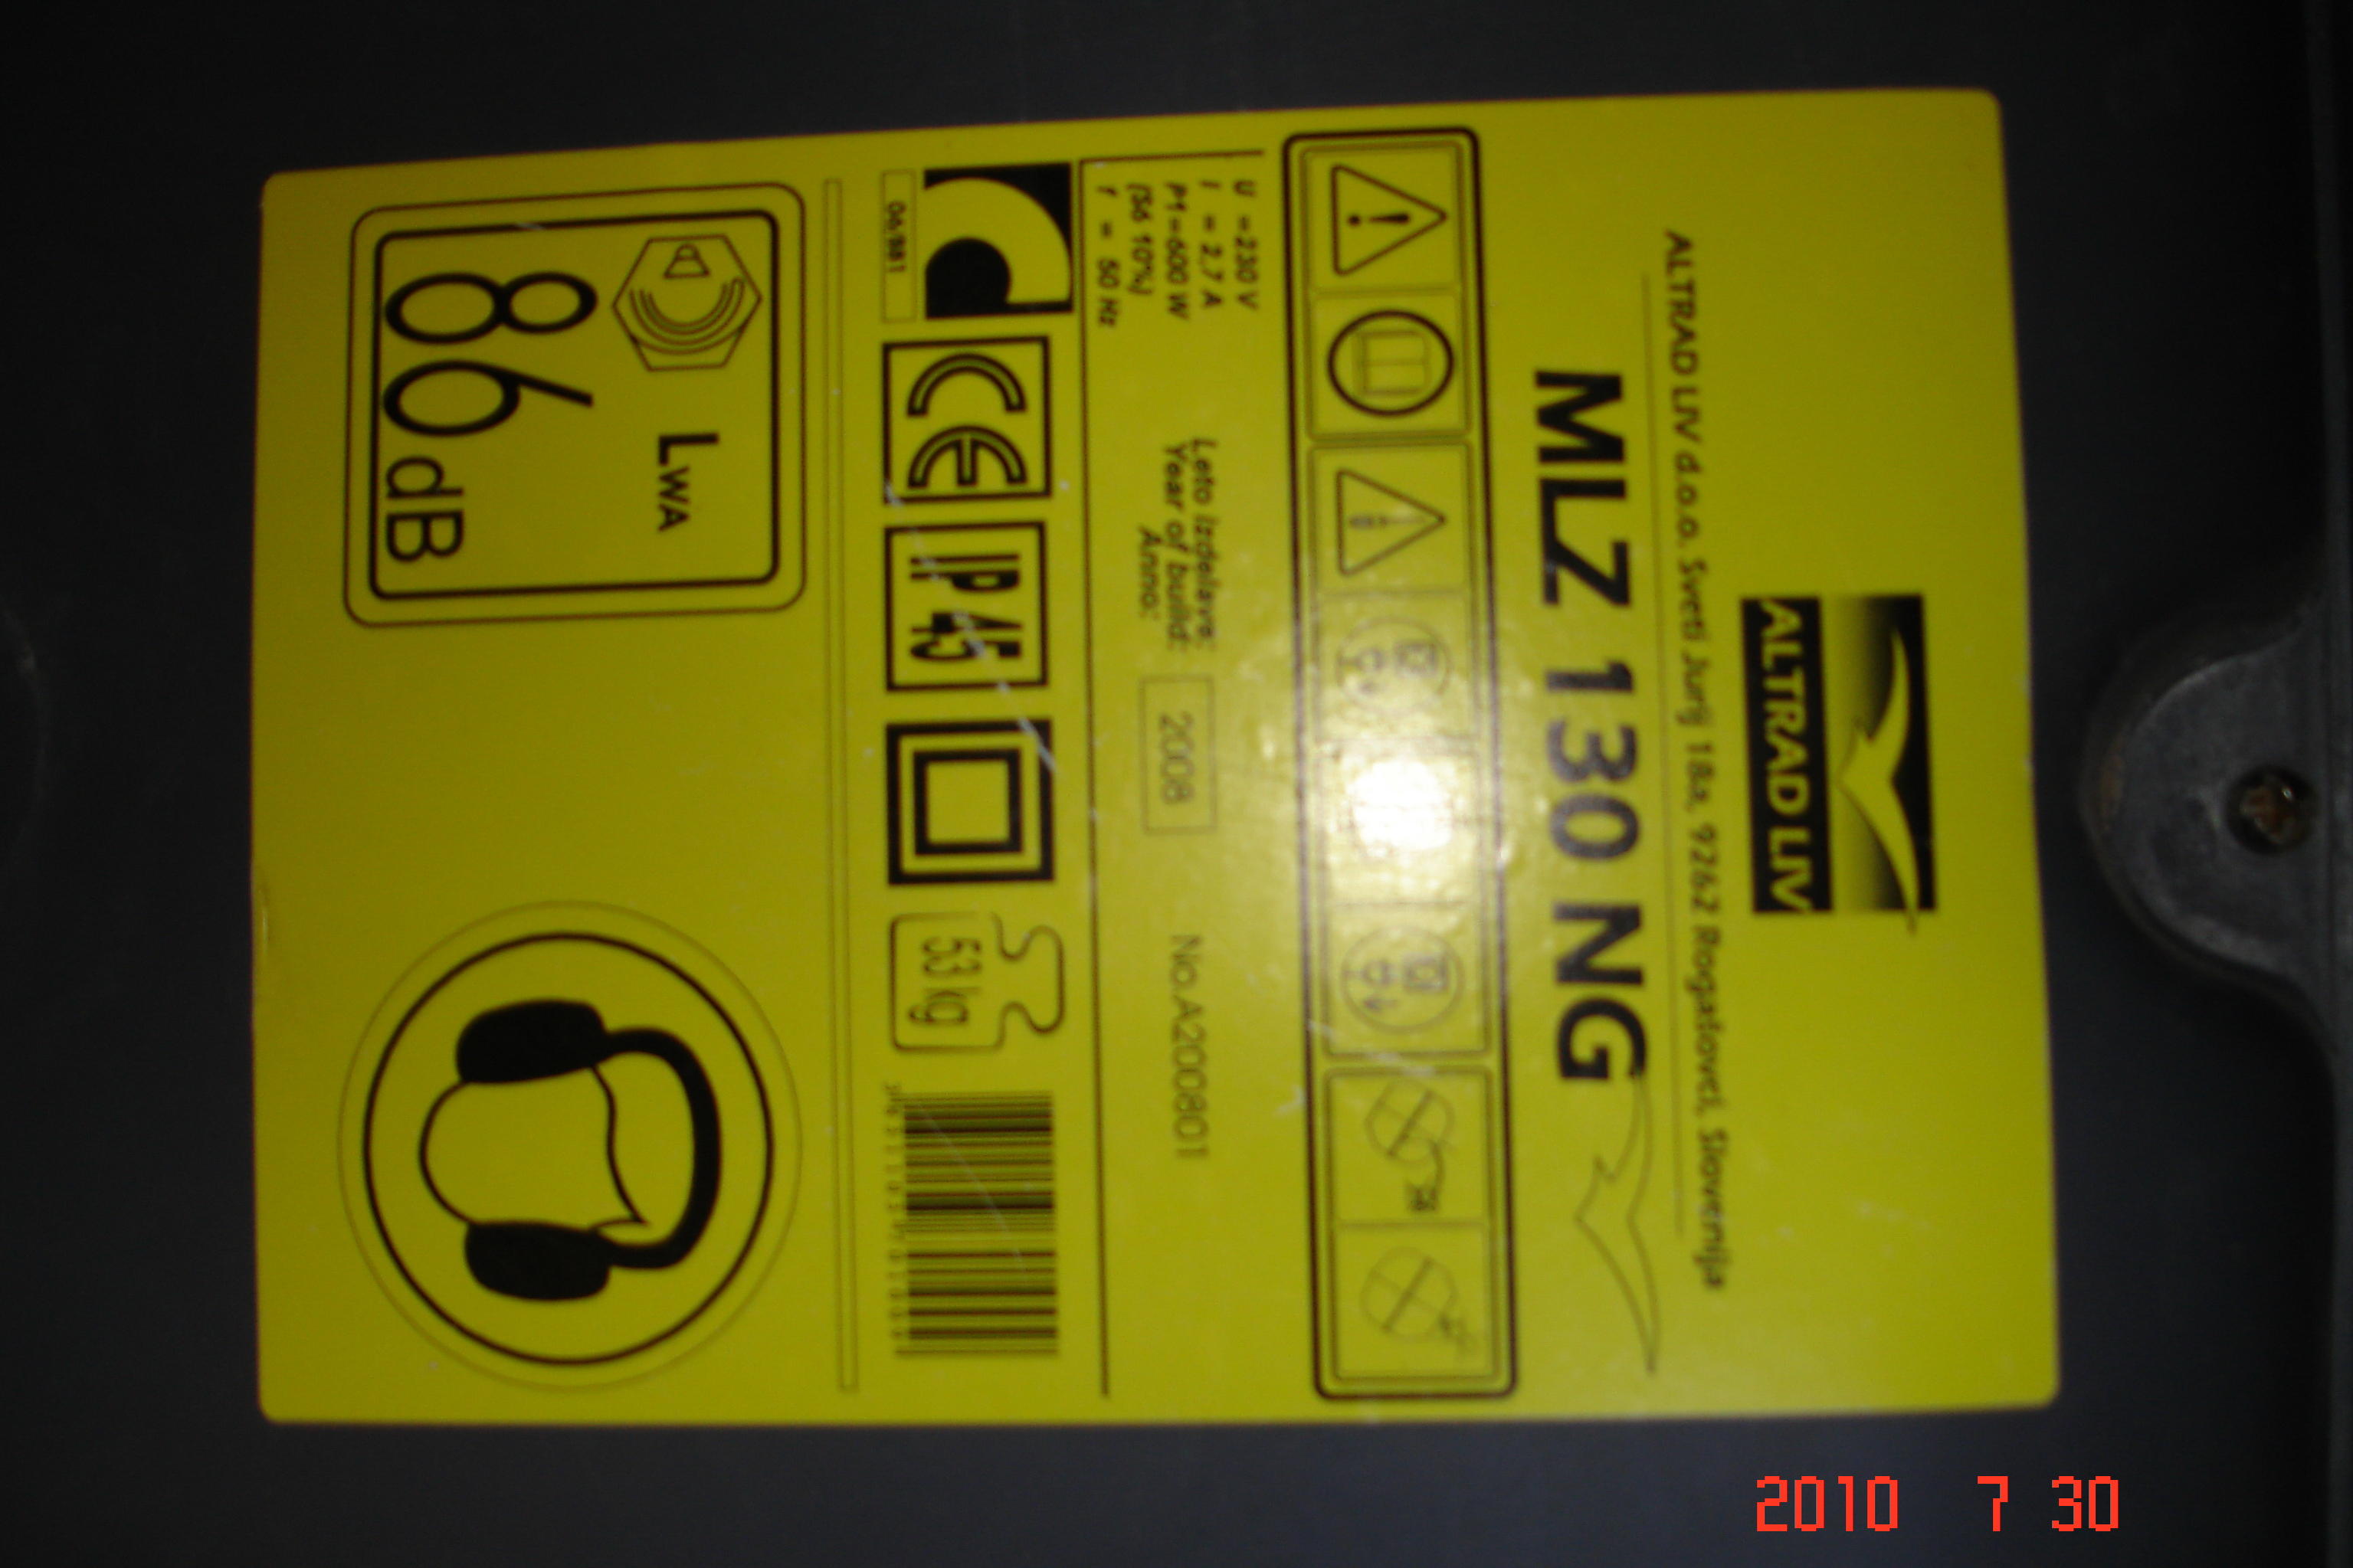 ALTRAD LIV
ALTRAD LIV d.o.o. Sveti Jurij 18a, 9262 Rogašovci, Slovenija
MLZ 130 NG
U = 230 V
I = 2,7 A
P1 = 600 W
(S6 10%)
f = 50 Hz
Leto izdelave:
Year of build:
Anno:
2008
No.A200801
CE
IP 45
53 kg
LWA
86 dB
2010 7 30